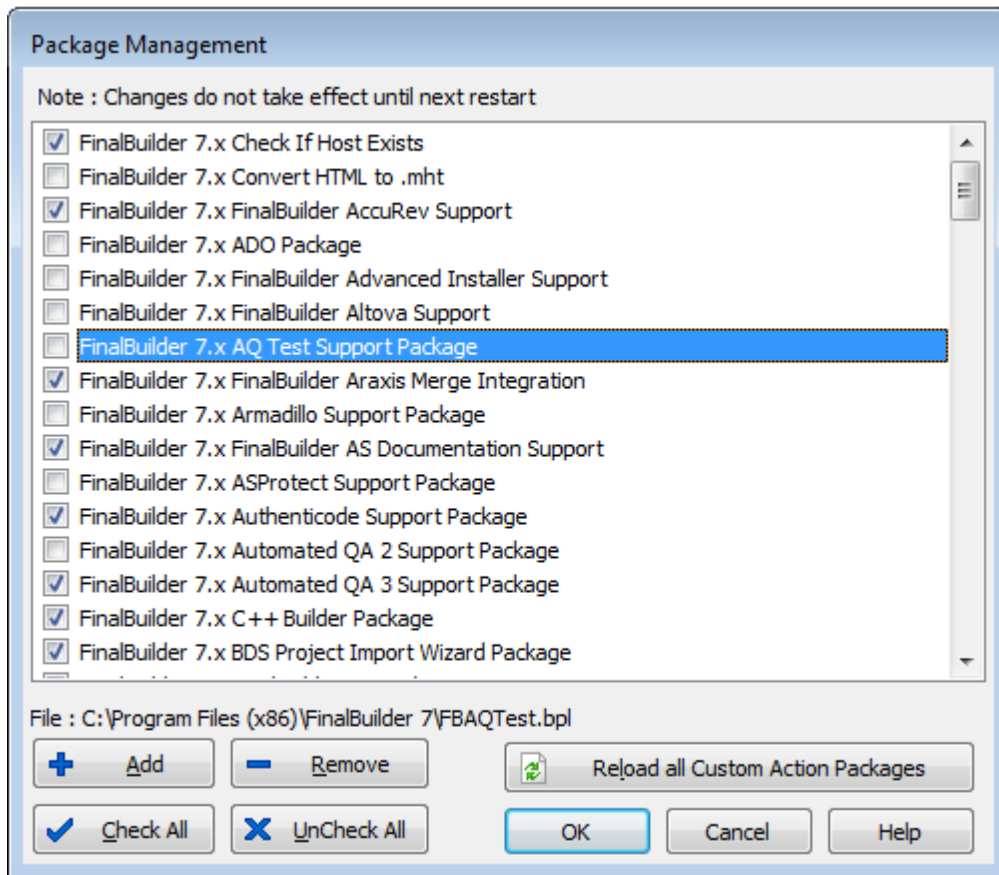 Package Management
Note : Changes do not take effect until next restart
FinalBuilder 7.x Check If Host Exists
FinalBuilder 7.x Convert HTML to .mht
FinalBuilder 7.x FinalBuilder AccuRev Support
FinalBuilder 7.x ADO Package
FinalBuilder 7.x FinalBuilder Advanced Installer Support
FinalBuilder 7.x FinalBuilder Altova Support
FinalBuilder 7.x AQ Test Support Package
FinalBuilder 7.x FinalBuilder Araxis Merge Integration
FinalBuilder 7.x Armadillo Support Package
FinalBuilder 7.x FinalBuilder AS Documentation Support
FinalBuilder 7.x ASProtect Support Package
FinalBuilder 7.x Authenticode Support Package
FinalBuilder 7.x Automated QA 2 Support Package
FinalBuilder 7.x Automated QA 3 Support Package
FinalBuilder 7.x C++ Builder Package
FinalBuilder 7.x BDS Project Import Wizard Package
File : C:\Program Files (x86)\FinalBuilder 7\FBAQTest.bpl
Add Remove Reload all Custom Action Packages
Check All UnCheck All OK Cancel Help